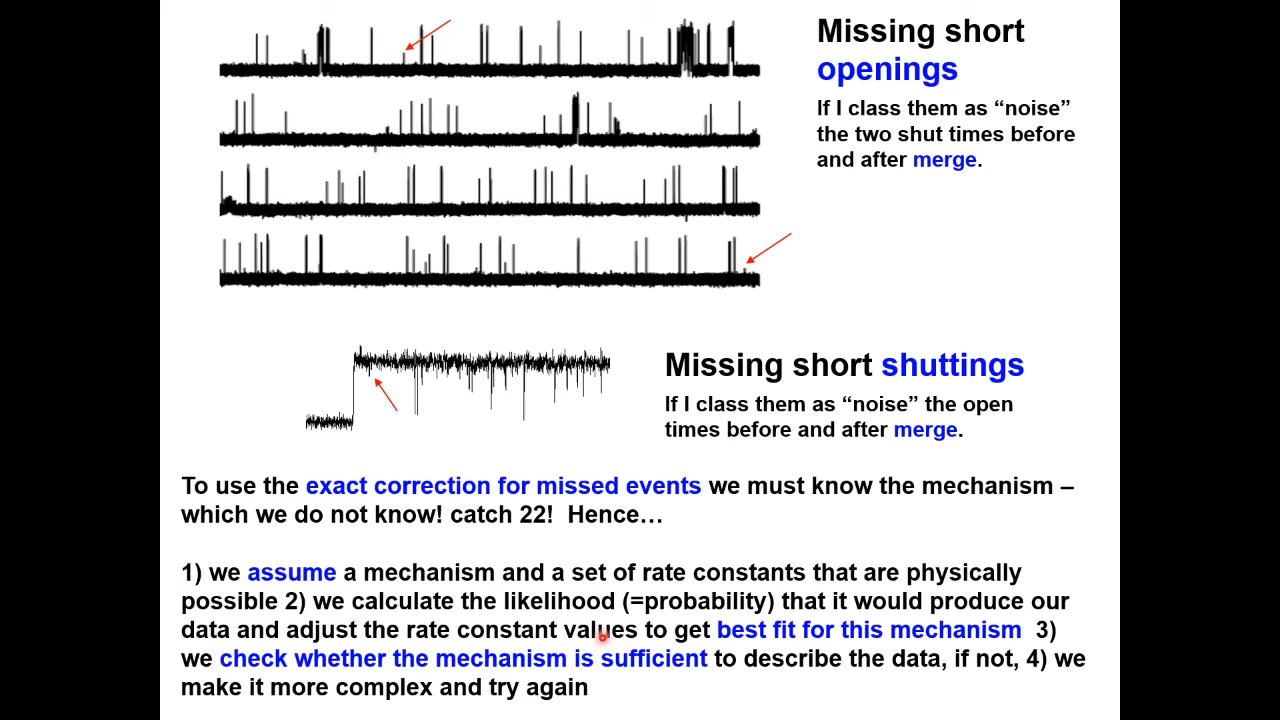 Missing short
openings
If I class them as “noise”
the two shut times before
and after merge.
Missing short shuttings
If I class them as “noise” the open
times before and after merge.
To use the exact correction for missed events we must know the mechanism –
which we do not know! catch 22!  Hence…
1) we assume a mechanism and a set of rate constants that are physically
possible 2) we calculate the likelihood (=probability) that it would produce our
data and adjust the rate constant values to get best fit for this mechanism  3)
we check whether the mechanism is sufficient to describe the data, if not, 4) we
make it more complex and try again